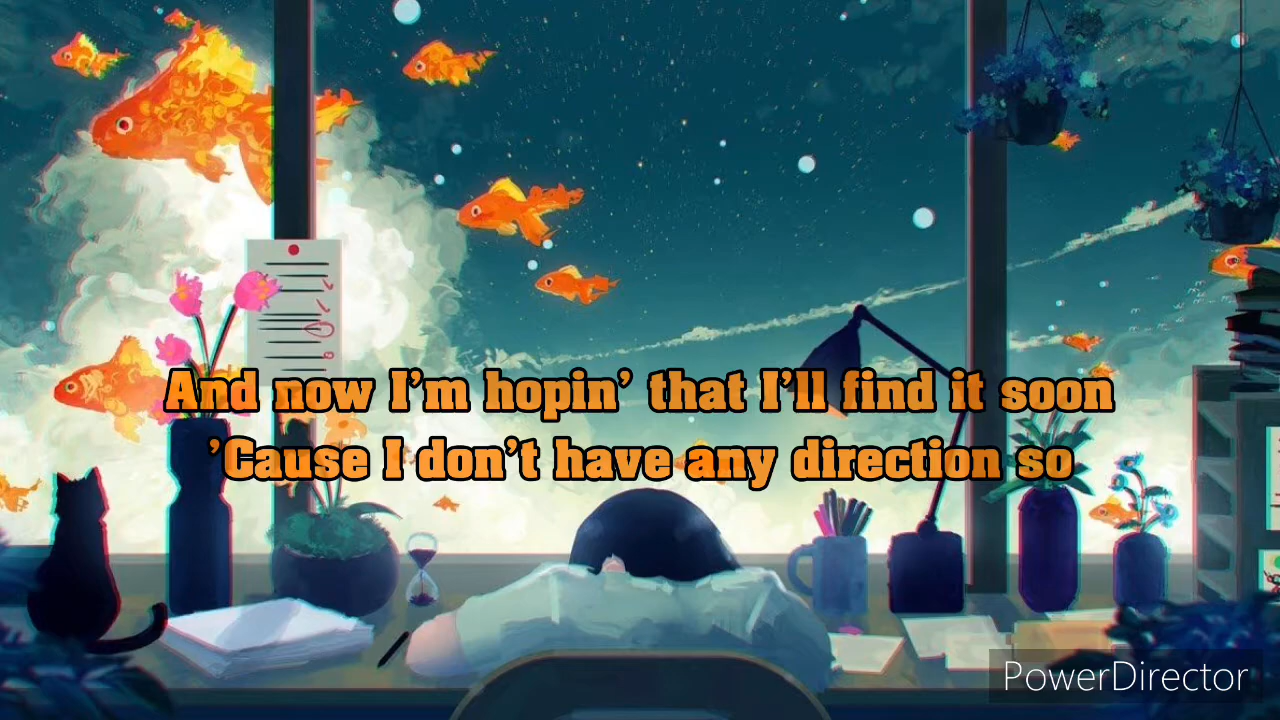 And now I'm hopin' that I'll find it soon
'Cause I don't have any direction so
PowerDirector